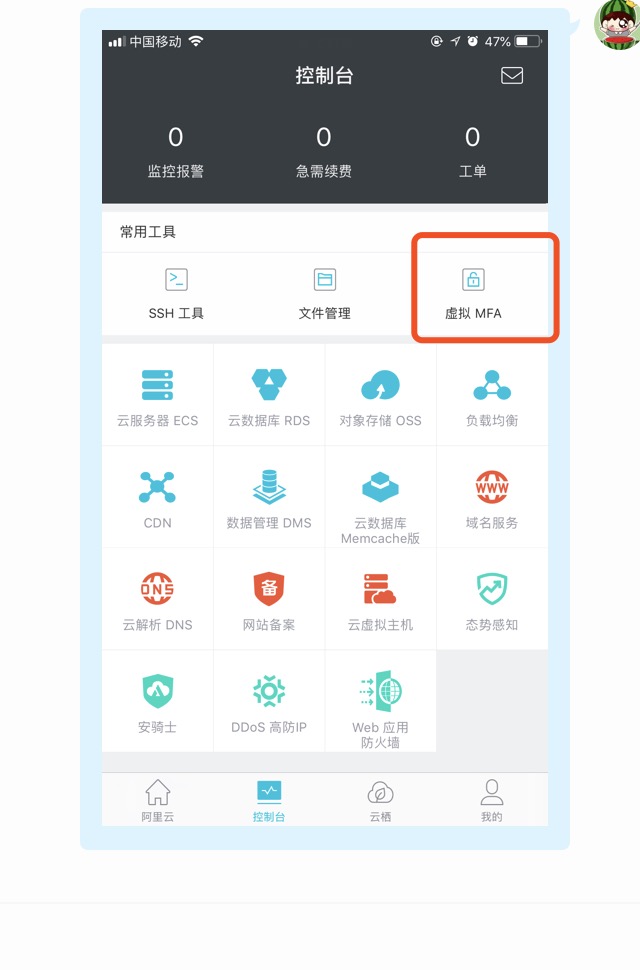 中国移动 47%
控制台
0 0 0
监控报警 急需续费 工单
常用工具
SSH 工具 文件管理 虚拟 MFA
云服务器 ECS 云数据库 RDS 对象存储 OSS 负载均衡
WWW
CDN 数据管理 DMS 云数据库 域名服务
Memcache版
DNS 备
云解析 DNS 网站备案 云虚拟主机 态势感知
安骑士 DDoS 高防IP Web 应用
防火墙
阿里云 控制台 云栖 我的